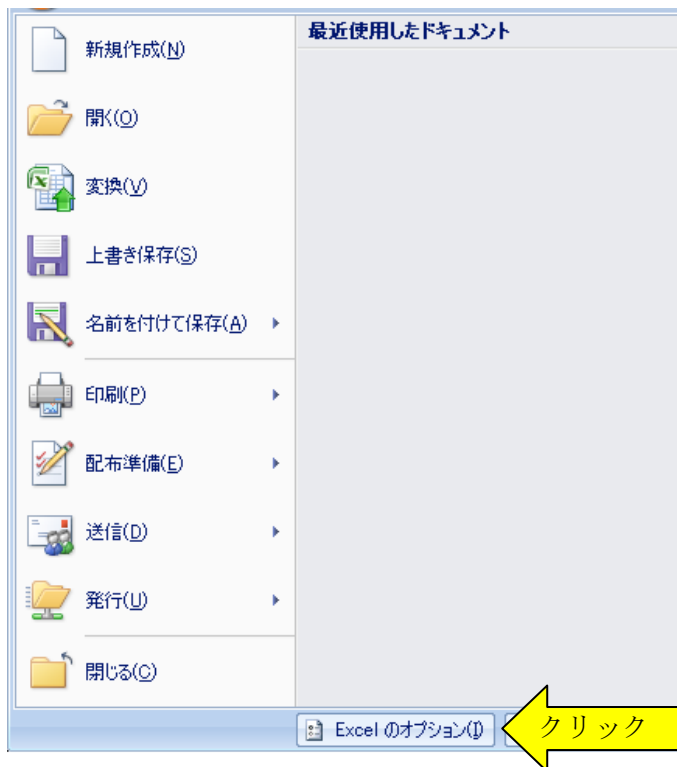 最近使用したドキュメント
新規作成(N)
開く(O)
変換(V)
上書き保存(S)
名前を付けて保存(A)
印刷(P)
配布準備(E)
送信(D)
発行(U)
閉じる(C)
Excel のオプション(I)
クリック